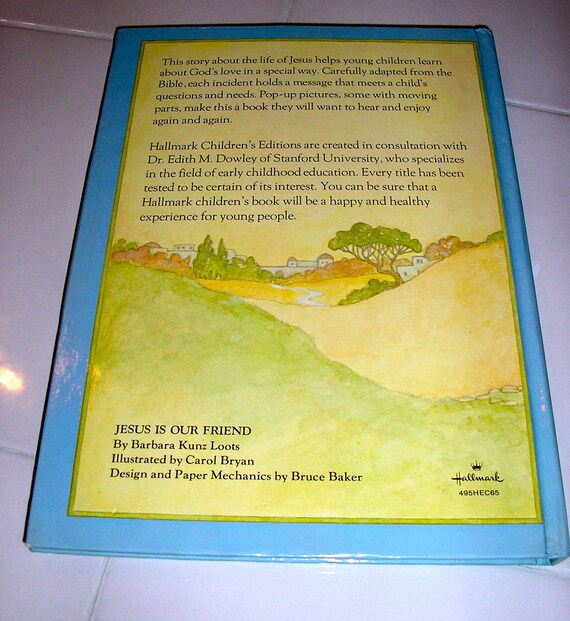 This story about the life of Jesus helps young children learn
about God's love in a special way. Carefully adapted from the
Bible, each incident holds a message that meets a child's
questions and needs. Pop-up pictures, some with moving
parts, make this a book they will want to hear and enjoy
again and again.
Hallmark Children's Editions are created in consultation with
Dr. Edith M. Dowley of Stanford University, who specializes
in the field of early childhood education. Every title has been
tested to be certain of its interest. You can be sure that a
Hallmark children's book will be a happy and healthy
experience for young people.
JESUS IS OUR FRIEND
By Barbara Kunz Loots
Illustrated by Carol Bryan
Design and Paper Mechanics by Bruce Baker
Hallmark
495HEC65